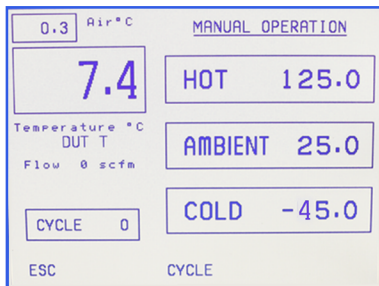 0.3 Air°C
7.4
Temperature °C
DUT T
Flow 0 scfm
CYCLE 0
ESC
MANUAL OPERATION
HOT 125.0
AMBIENT 25.0
COLD -45.0
CYCLE